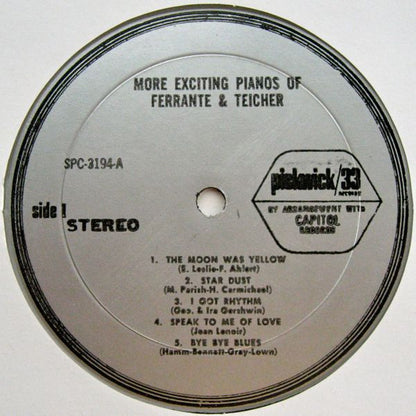 MORE EXCITING PIANOS OF
FERRANTE & TEICHER
SPC-3194-A
pickwick/33
RECORDS
BY ARRANGEMENT WITH
CAPITOL
RECORDS
side 1
STEREO
1. THE MOON WAS YELLOW
(E. Leslie-F. Ahlert)
2. STAR DUST
(M. Parish-H. Carmichael)
3. I GOT RHYTHM
(Geo. & Ira Gershwin)
4. SPEAK TO ME OF LOVE
(Jean Lenoir)
5. BYE BYE BLUES
(Hamm-Bennett-Gray-Lown)